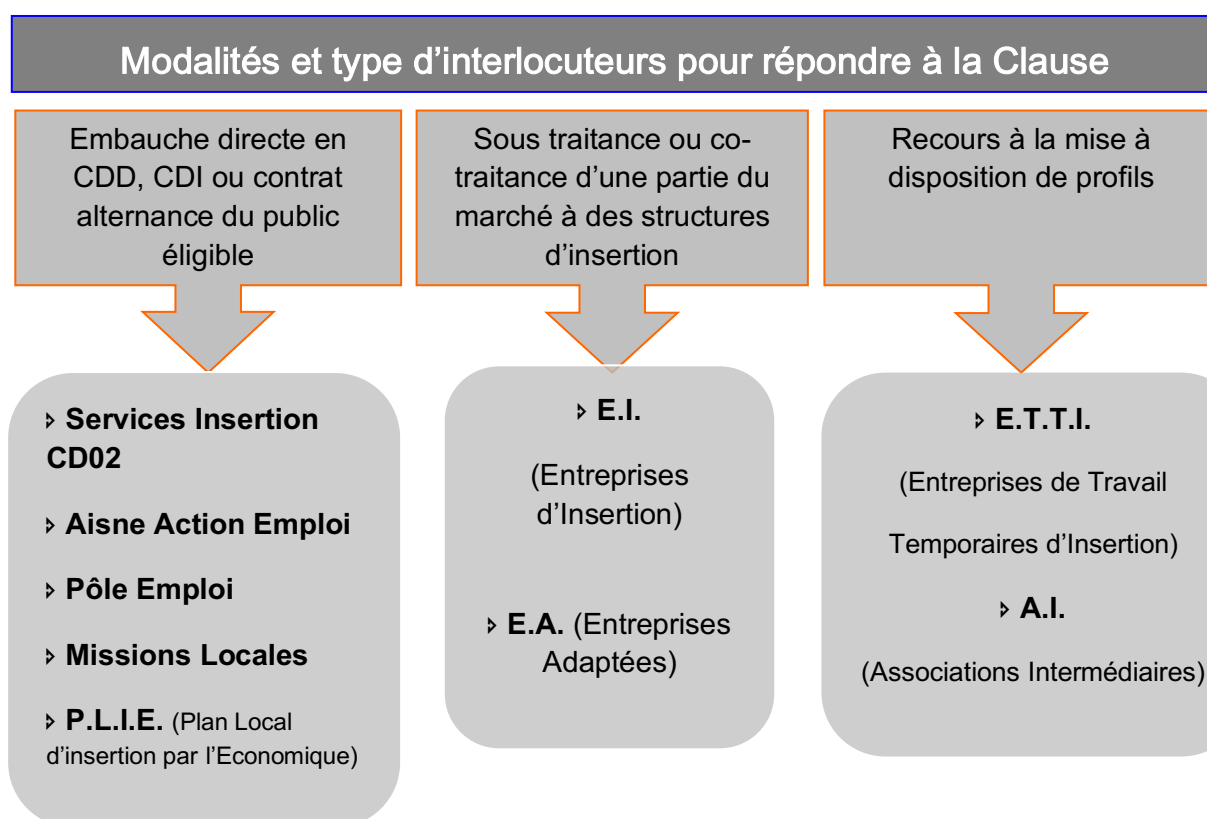 Modalités et type d’interlocuteurs pour répondre à la Clause
Embauche directe en
CDD, CDI ou contrat
alternance du public
éligible
Sous traitance ou co-
traitance d’une partie du
marché à des structures
d’insertion
Recours à la mise à
disposition de profils
▹ Services Insertion
CD02
▹ Aisne Action Emploi
▹ Pôle Emploi
▹ Missions Locales
▹ P.L.I.E. (Plan Local
d’insertion par l’Economique)
▹ E.I.
(Entreprises
d’Insertion)
▹ E.A. (Entreprises
Adaptées)
▹ E.T.T.I.
(Entreprises de Travail
Temporaires d’Insertion)
▹ A.I.
(Associations Intermédiaires)